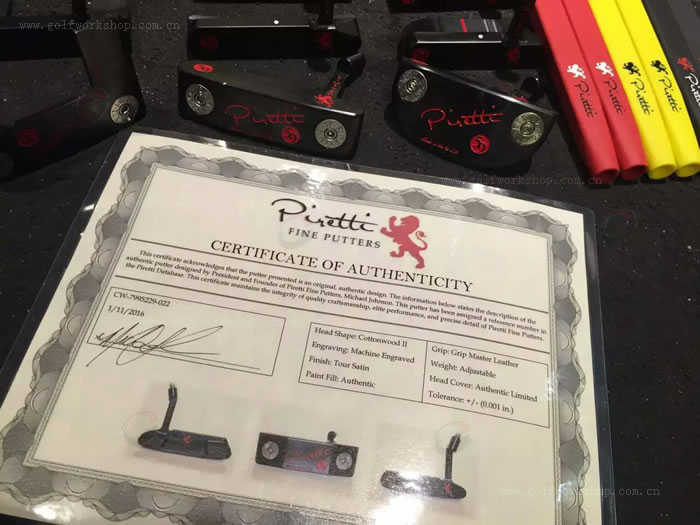 www.golfworkshop.com.cn
www.golfworkshop.com.cn
Piretti
Piretti
Piretti
Piretti
Piretti
Piretti
FINE PUTTERS
CERTIFICATE OF AUTHENTICITY
This certificate acknowledges that the putter presented is an original, authentic design. The information below states the description of the
authentic putter designed by President and Founder of Piretti Fine Putters, Michael Johnson. This putter has been assigned a reference number in
the Piretti Database. This certificate maintains the integrity of quality craftsmanship, elite performance, and precise detail of Piretti Fine Putters.
CW-7995229-022
1/11/2016
Head Shape: Cottonwood II
Engraving: Machine Engraved
Finish: Tour Satin
Paint Fill: Authentic
Grip: Grip Master Leather
Weight: Adjustable
Head Cover: Authentic Limited
Tolerance: +/- (0.001 in.)
www.golfworkshop.com.cn